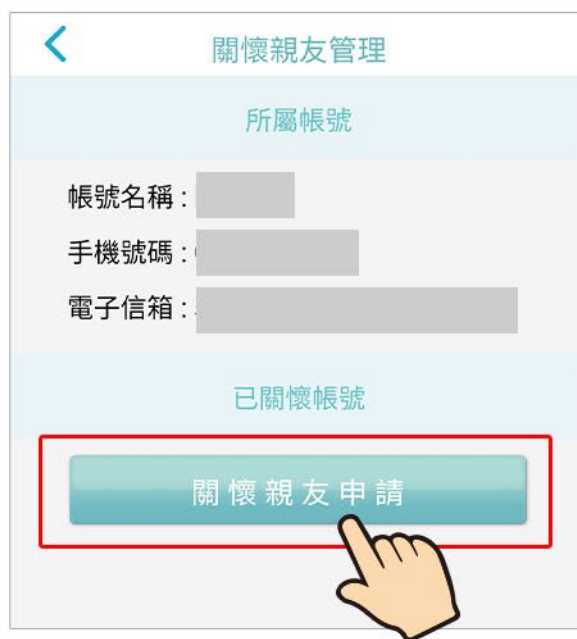 關懷親友管理
所屬帳號
帳號名稱 :
手機號碼 :
電子信箱 :
已關懷帳號
關懷親友申請